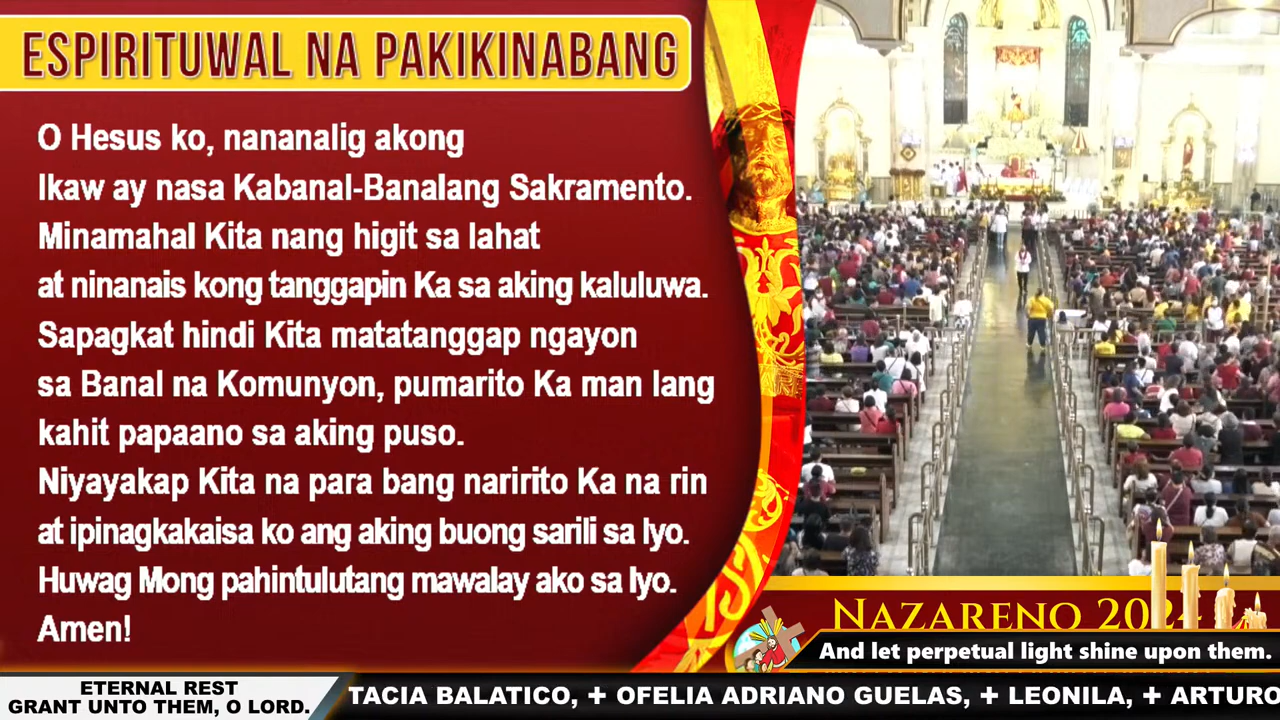 ESPIRITUWAL NA PAKIKINABANG
O Hesus ko, nananalig akong
Ikaw ay nasa Kabanal-Banalang Sakramento.
Minamahal Kita nang higit sa lahat
at ninanais kong tanggapin Ka sa aking kaluluwa.
Sapagkat hindi Kita matatanggap ngayon
sa Banal na Komunyon, pumarito Ka man lang
kahit papaano sa aking puso.
Niyayakap Kita na para bang naririto Ka na rin
at ipinagkakaisa ko ang aking buong sarili sa Iyo.
Huwag Mong pahintulutang mawalay ako sa Iyo.
Amen!
NAZARENO 2024
And let perpetual light shine upon them.
ETERNAL REST
GRANT UNTO THEM, O LORD.
TACIA BALATICO, + OFELIA ADRIANO GUELAS, + LEONILA, + ARTURO